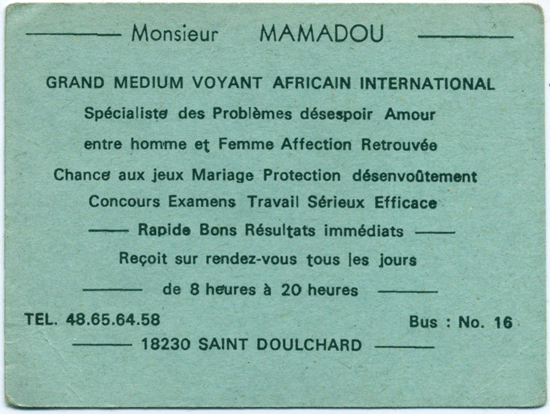 Monsieur MAMADOU
GRAND MEDIUM VOYANT AFRICAIN INTERNATIONAL
Spécialiste des Problèmes désespoir Amour
entre homme et Femme Affection Retrouvée
Chance aux jeux Mariage Protection désenvoûtement
Concours Examens Travail Sérieux Efficace
Rapide Bons Résultats immédiats
Reçoit sur rendez-vous tous les jours
de 8 heures à 20 heures
TEL. 48.65.64.58 Bus : No. 16
18230 SAINT DOULCHARD